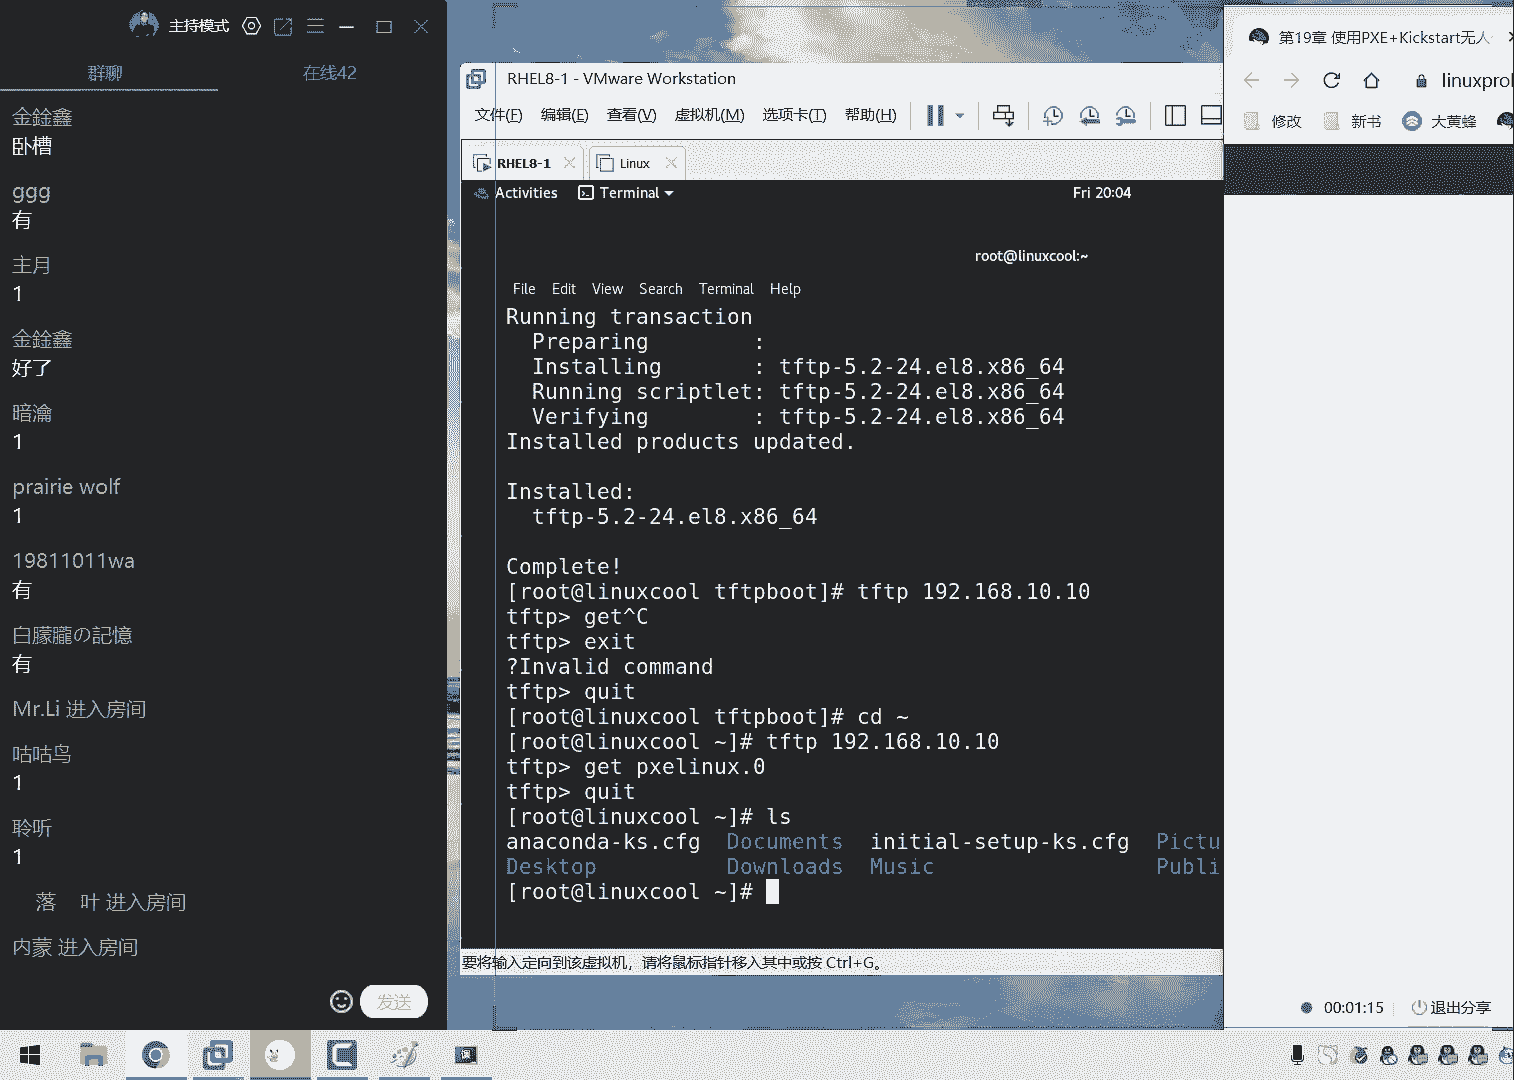 主持模式
群聊
在线42
金銓鑫
卧槽
ggg
有
主月
1
金銓鑫
好了
暗瀹
1
prairie wolf
1
19811011wa
有
白朦朧の記憶
有
Mr.Li 进入房间
咕咕鸟
1
聆听
1
落 叶 进入房间
内蒙 进入房间
发送
RHEL8-1 - VMware Workstation
文件(F) 编辑(E) 查看(V) 虚拟机(M) 选项卡(T) 帮助(H)
RHEL8-1
Linux
Activities
Terminal
Fri 20:04
root@linuxcool:~
File Edit View Search Terminal Help
Running transaction
Preparing :
Installing : tftp-5.2-24.el8.x86_64
Running scriptlet: tftp-5.2-24.el8.x86_64
Verifying : tftp-5.2-24.el8.x86_64
Installed products updated.
Installed:
tftp-5.2-24.el8.x86_64
Complete!
[root@linuxcool tftpboot]# tftp 192.168.10.10
tftp> get^C
tftp> exit
?Invalid command
tftp> quit
[root@linuxcool tftpboot]# cd ~
[root@linuxcool ~]# tftp 192.168.10.10
tftp> get pxelinux.0
tftp> quit
[root@linuxcool ~]# ls
anaconda-ks.cfg Documents initial-setup-ks.cfg Pictu
Desktop Downloads Music Publi
[root@linuxcool ~]#
要将输入定向到该虚拟机，请将鼠标指针移入其中或按 Ctrl+G。
第19章 使用PXE+Kickstart无人
linuxprol
修改
新书
大黄蜂
00:01:15
退出分享